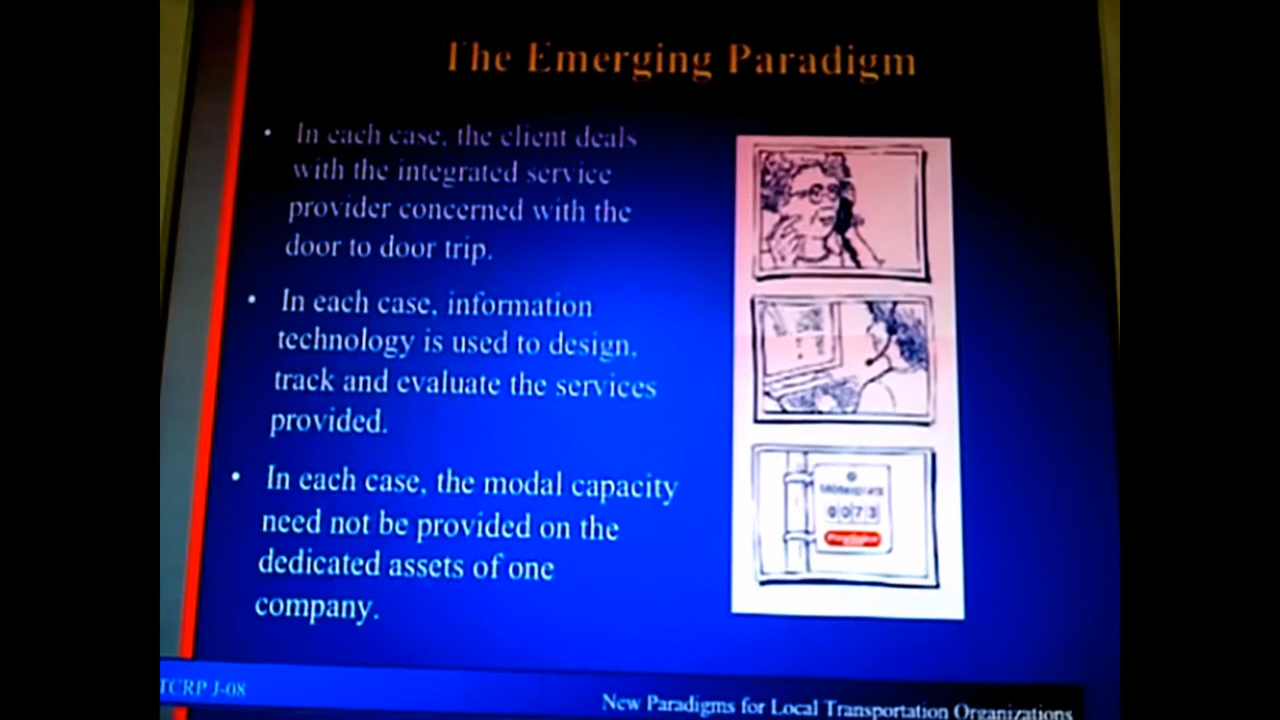 The Emerging Paradigm
• In each case, the client deals
with the integrated service
provider concerned with the
door to door trip.
• In each case, information
technology is used to design,
track and evaluate the services
provided.
• In each case, the modal capacity
need not be provided on the
dedicated assets of one
company.
0073
TCRP J-08
New Paradigms for Local Transportation Organizations